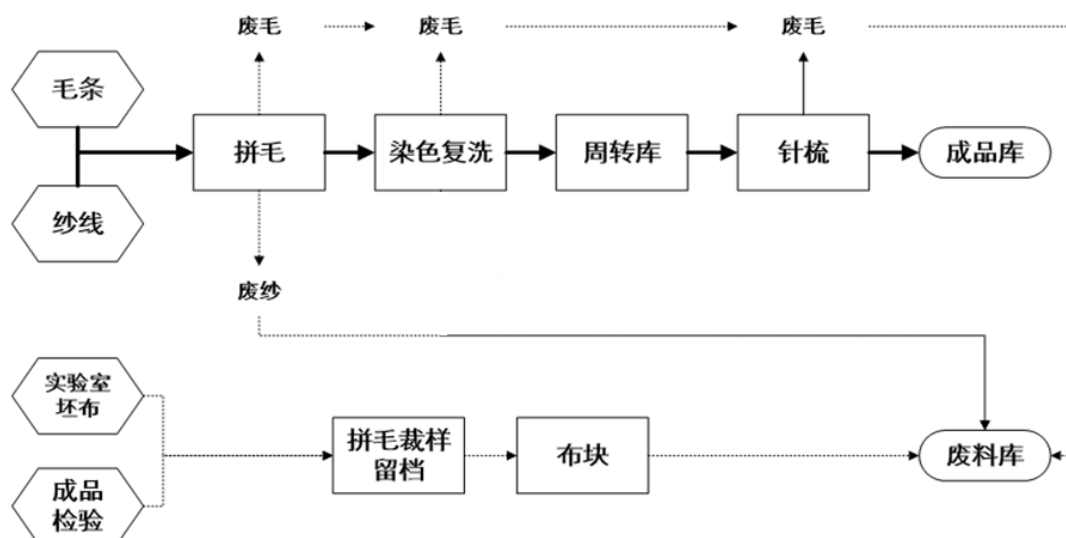 废毛
废毛
废毛
毛条
拼毛
染色复洗
周转库
针梳
成品库
纱线
废纱
实验室
坯布
拼毛裁样
留档
布块
废料库
成品
检验